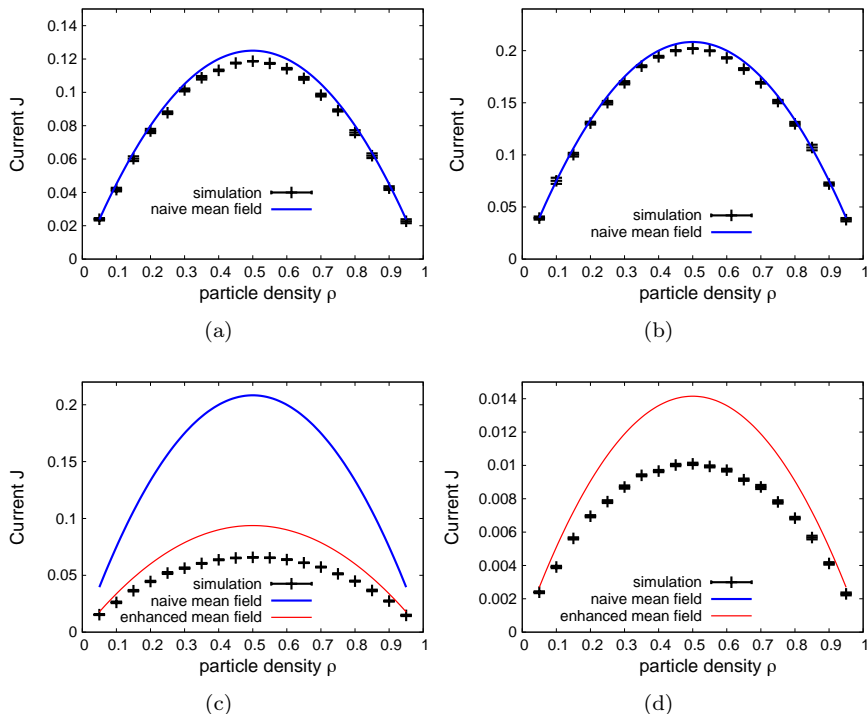 0.14
0.12
0.1
0.08
0.06
0.04
0.02
0
Current J
simulation
naive mean field
0 0.1 0.2 0.3 0.4 0.5 0.6 0.7 0.8 0.9 1
particle density ρ
(a)
0.2
0.15
0.1
0.05
0
Current J
simulation
naive mean field
0 0.1 0.2 0.3 0.4 0.5 0.6 0.7 0.8 0.9 1
particle density ρ
(b)
0.2
0.15
0.1
0.05
0
Current J
simulation
naive mean field
enhanced mean field
0 0.1 0.2 0.3 0.4 0.5 0.6 0.7 0.8 0.9 1
particle density ρ
(c)
0.014
0.012
0.01
0.008
0.006
0.004
0.002
0
Current J
simulation
naive mean field
enhanced mean field
0 0.1 0.2 0.3 0.4 0.5 0.6 0.7 0.8 0.9 1
particle density ρ
(d)